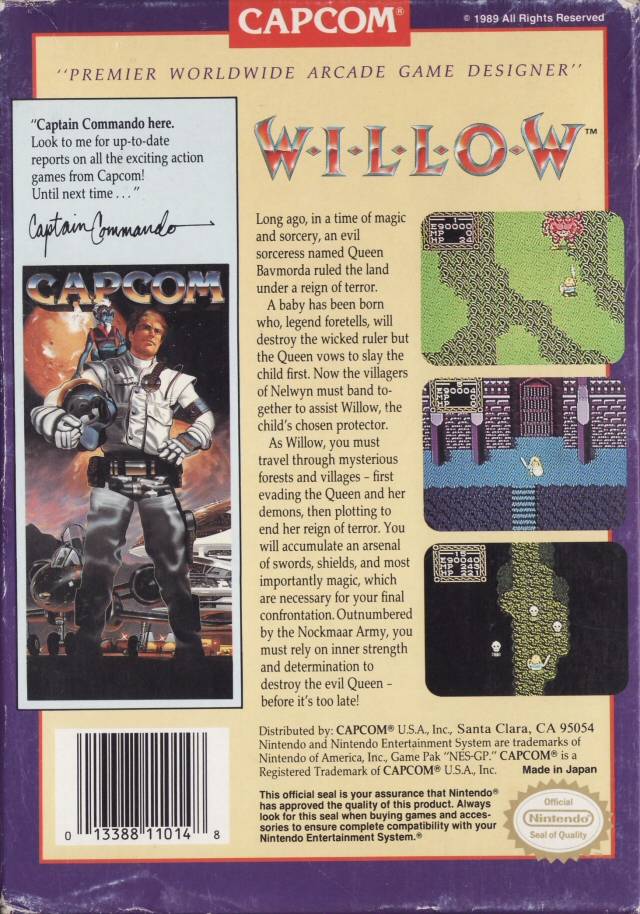 CAPCOM®
© 1989 All Rights Reserved
"PREMIER WORLDWIDE ARCADE GAME DESIGNER"
"Captain Commando here.
Look to me for up-to-date
reports on all the exciting action
games from Capcom!
Until next time . . ."
Captain Commando
CAPCOM
W·I·L·L·O·W™
Long ago, in a time of magic
and sorcery, an evil
sorceress named Queen
Bavmorda ruled the land
under a reign of terror.
A baby has been born
who, legend foretells, will
destroy the wicked ruler but
the Queen vows to slay the
child first. Now the villagers
of Nelwyn must band to-
gether to assist Willow, the
child's chosen protector.
As Willow, you must
travel through mysterious
forests and villages – first
evading the Queen and her
demons, then plotting to
end her reign of terror. You
will accumulate an arsenal
of swords, shields, and most
importantly magic, which
are necessary for your final
confrontation. Outnumbered
by the Nockmaar Army, you
must rely on inner strength
and determination to
destroy the evil Queen –
before it's too late!
Distributed by: CAPCOM® U.S.A., Inc., Santa Clara, CA 95054
Nintendo and Nintendo Entertainment System are trademarks of
Nintendo of America, Inc., Game Pak "NES-GP." CAPCOM® is a
Registered Trademark of CAPCOM® U.S.A., Inc. Made in Japan
This official seal is your assurance that Nintendo®
has approved the quality of this product. Always
look for this seal when buying games and acces-
sories to ensure complete compatibility with your
Nintendo Entertainment System.®
Official
Nintendo®
Seal of Quality
0 13388 11014 8